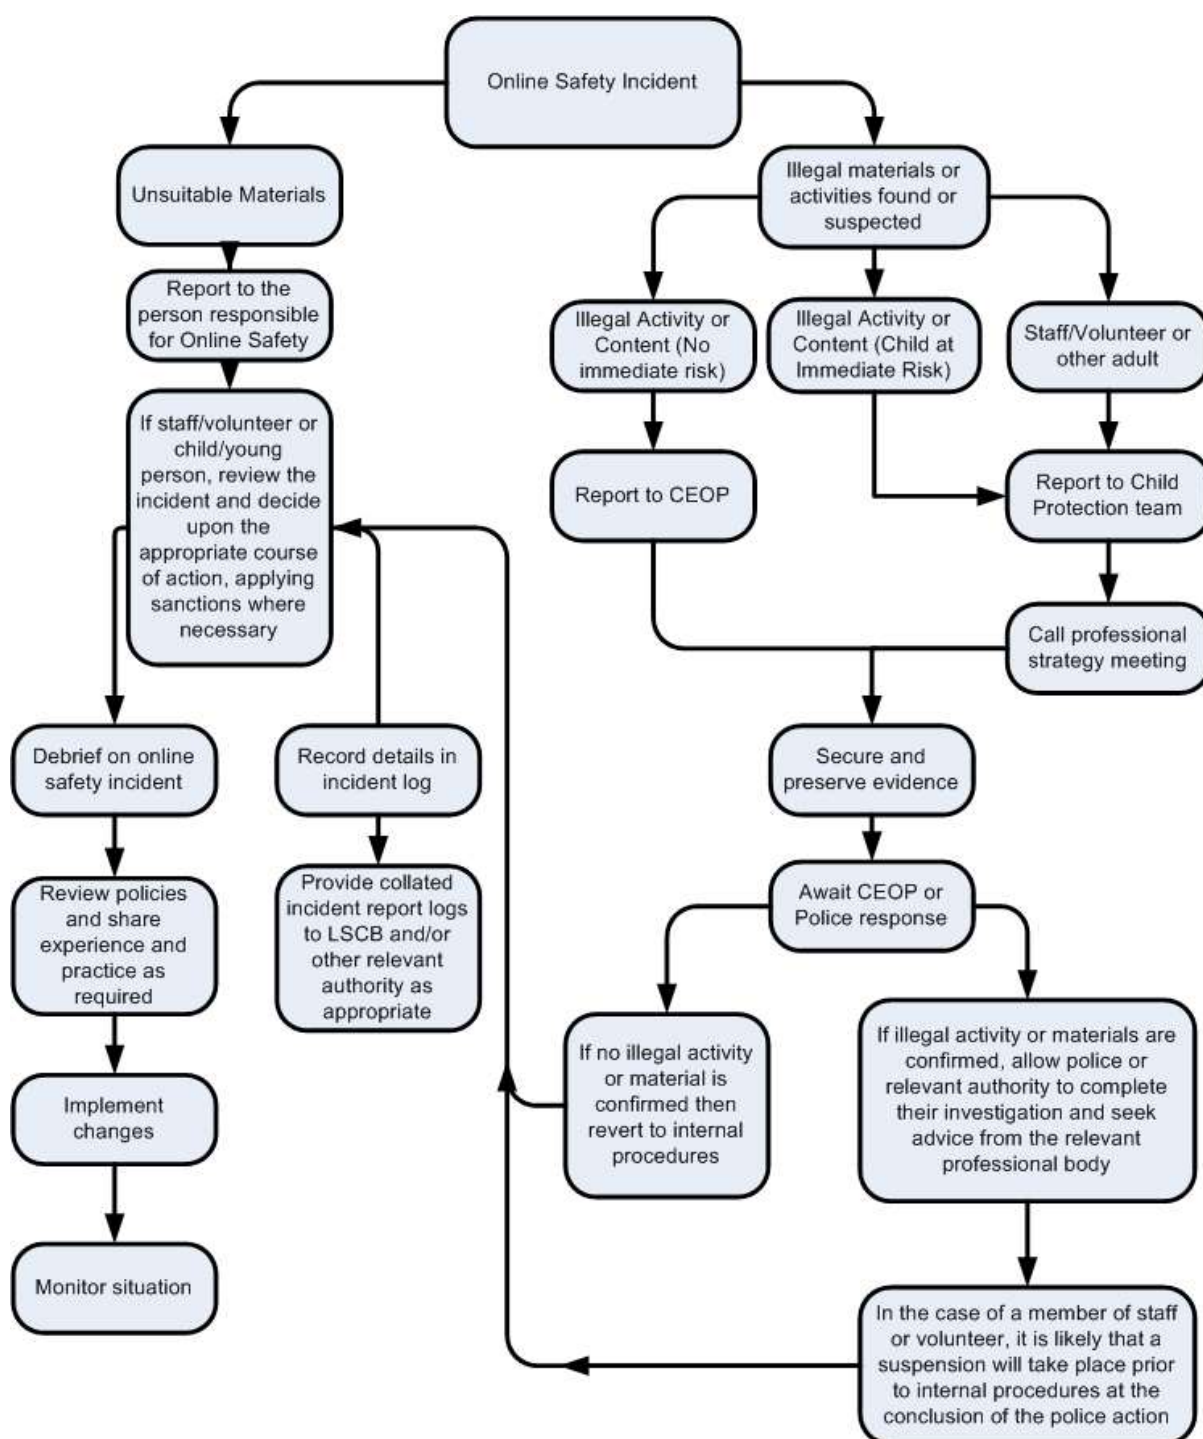 Online Safety Incident
Unsuitable Materials
Illegal materials or
activities found or
suspected
Report to the
person responsible
for Online Safety
Illegal Activity or
Content (No
immediate risk)
Illegal Activity or
Content (Child at
Immediate Risk)
Staff/Volunteer or
other adult
If staff/volunteer or
child/young
person, review the
incident and decide
upon the
appropriate course
of action, applying
sanctions where
necessary
Report to CEOP
Report to Child
Protection team
Call professional
strategy meeting
Debrief on online
safety incident
Record details in
incident log
Secure and
preserve evidence
Review policies
and share
experience and
practice as
required
Provide collated
incident report logs
to LSCB and/or
other relevant
authority as
appropriate
Await CEOP or
Police response
If no illegal activity
or material is
confirmed then
revert to internal
procedures
If illegal activity or materials are
confirmed, allow police or
relevant authority to complete
their investigation and seek
advice from the relevant
professional body
Implement
changes
Monitor situation
In the case of a member of staff
or volunteer, it is likely that a
suspension will take place prior
to internal procedures at the
conclusion of the police action